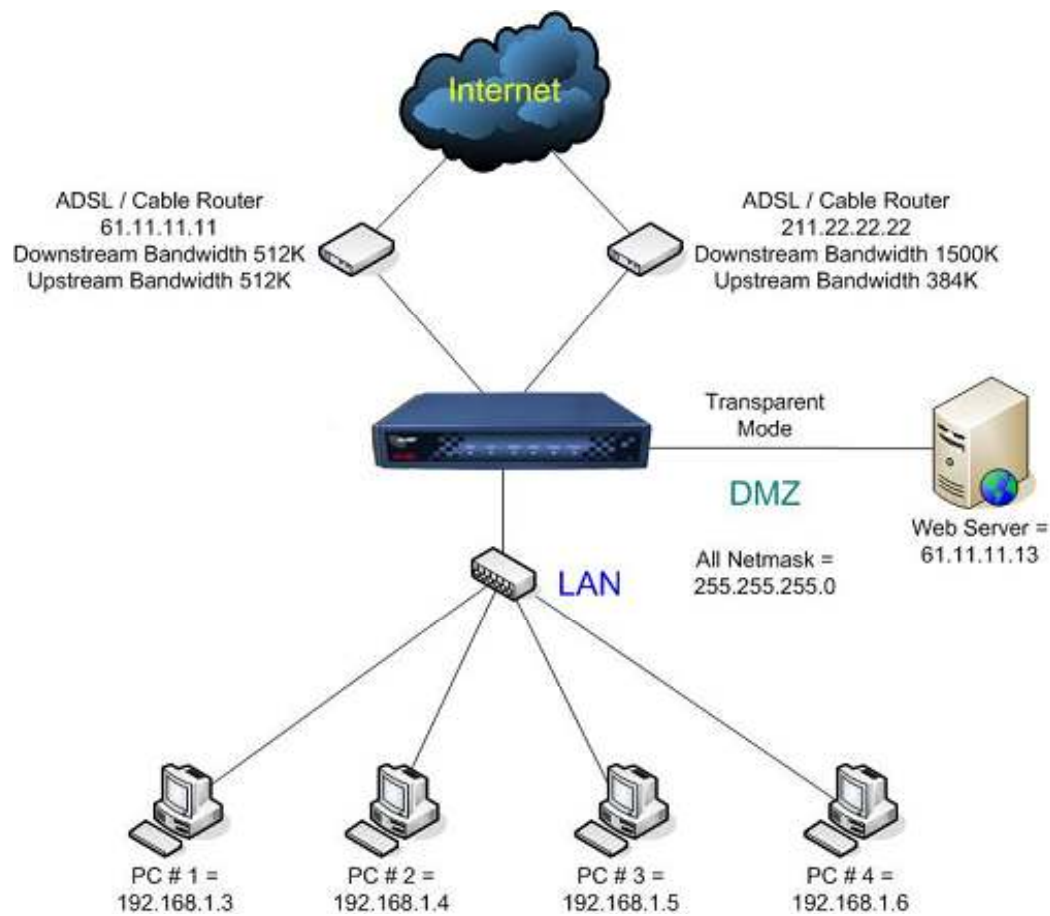 Internet
ADSL / Cable Router
61.11.11.11
Downstream Bandwidth 512K
Upstream Bandwidth 512K
ADSL / Cable Router
211.22.22.22
Downstream Bandwidth 1500K
Upstream Bandwidth 384K
Transparent
Mode
DMZ
Web Server =
61.11.11.13
All Netmask =
255.255.255.0
LAN
PC # 1 =
192.168.1.3
PC # 2 =
192.168.1.4
PC # 3 =
192.168.1.5
PC # 4 =
192.168.1.6